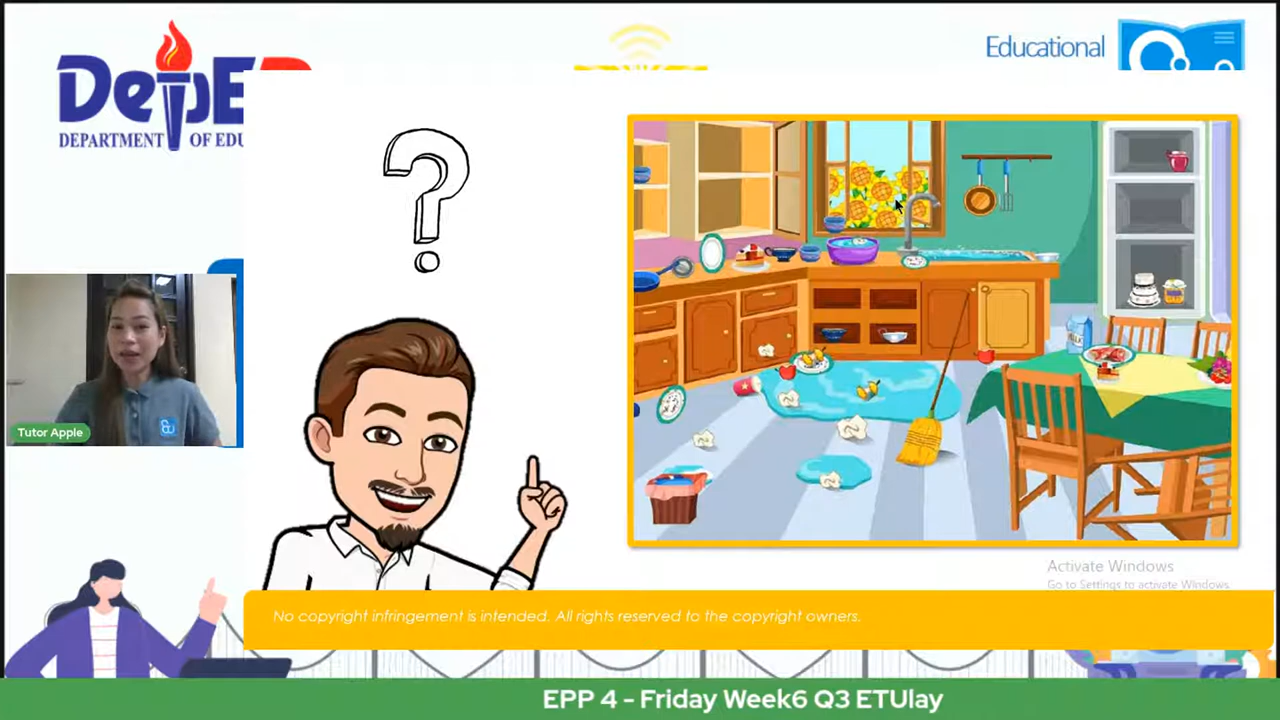 DepE
DEPARTMENT OF EDU
Educational
Tutor Apple
MILK
Activate Windows
Go to Settings to activate Windows.
No copyright infringement is intended. All rights reserved to the copyright owners.
EPP 4 - Friday Week6 Q3 ETUlay